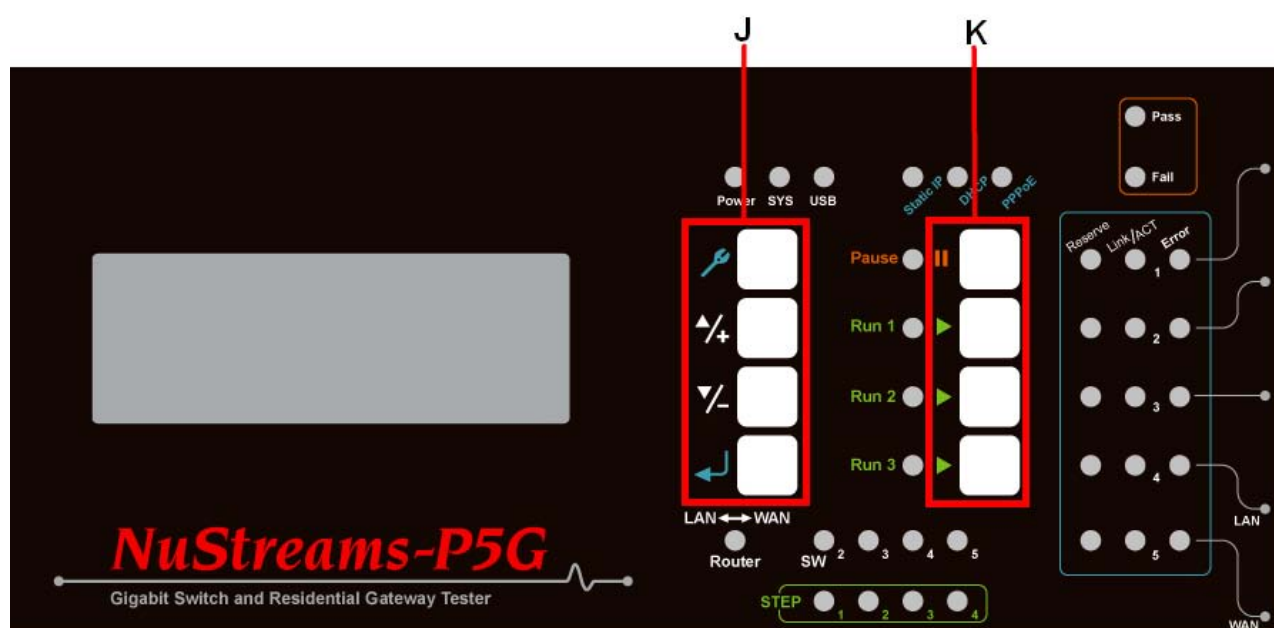 J
K
Pass
Fail
Power SYS USB
Static IP DHCP PPPoE
Reserve Link/ACT Error
Pause
1
▲/+
Run 1
2
▼/-
Run 2
3
Run 3
4
LAN
LAN ↔ WAN
Router
SW 2 3 4 5
5
NuStreams-P5G
Gigabit Switch and Residential Gateway Tester
STEP 1 2 3 4
WAN